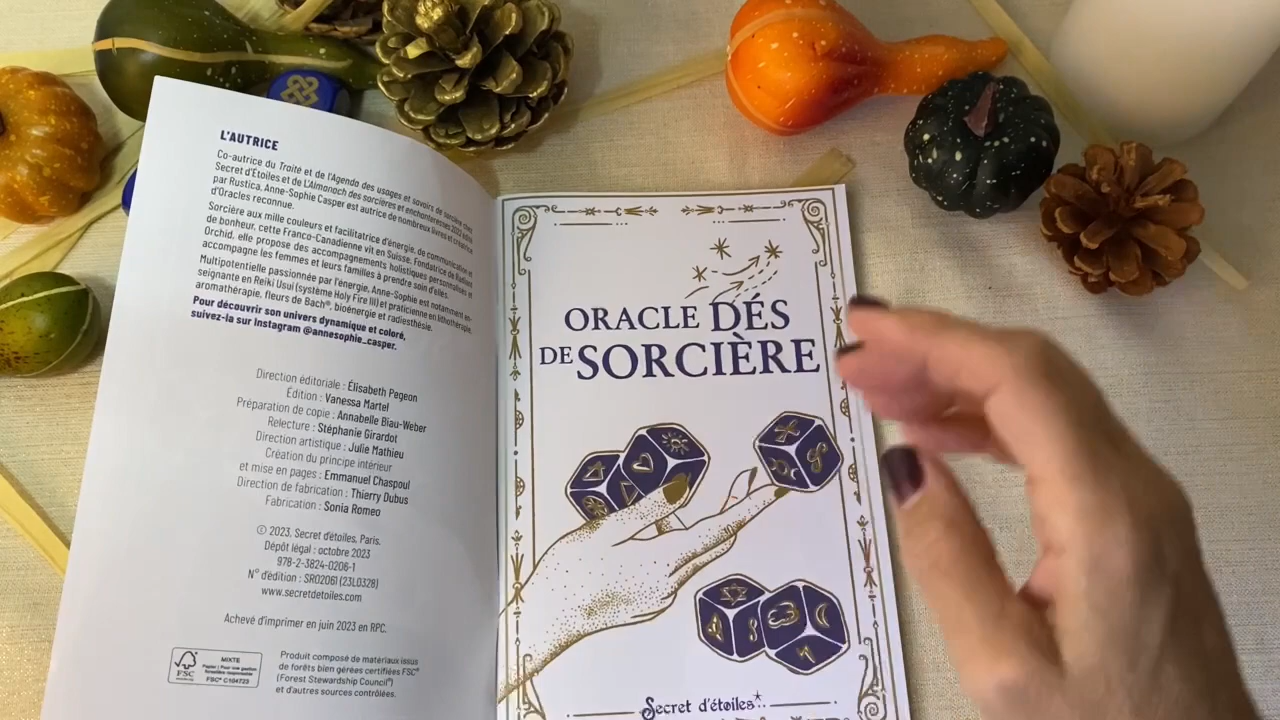 L'AUTRICE
Co-autrice du Traité et de l'Agenda des usages et savoirs de sorcière chez
Secret d'Étoiles et de L'Almanach des sorcières et enchanteresses 2023 édité
par Rustica, Anne-Sophie Casper est autrice de nombreux livres et créatrice
d'Oracles reconnue.
Sorcière aux mille couleurs et facilitatrice d'énergie, de communication et
de bonheur, cette Franco-Canadienne vit en Suisse. Fondatrice de Radiant
Orchid, elle propose des accompagnements holistiques personnalisés et
accompagne les femmes et leurs familles à prendre soin d'elles.
Multipotentielle passionnée par l'énergie, Anne-Sophie est notamment en-
seignante en Reiki Usui (système Holy Fire III) et praticienne en lithothérapie,
aromathérapie, fleurs de Bach®, bioénergie et radiesthésie.
Pour découvrir son univers dynamique et coloré,
suivez-la sur Instagram @annesophie_casper.
Direction éditoriale : Élisabeth Pegeon
Édition : Vanessa Martel
Préparation de copie : Annabelle Biau-Weber
Relecture : Stéphanie Girardot
Direction artistique : Julie Mathieu
Création du principe intérieur
et mise en pages : Emmanuel Chaspoul
Direction de fabrication : Thierry Dubus
Fabrication : Sonia Romeo
© 2023, Secret d'étoiles, Paris.
Dépôt légal : octobre 2023
978-2-3824-0206-1
N° d'édition : SR02061 (23L0328)
www.secretdetoiles.com
Achevé d'imprimer en juin 2023 en RPC.
FSC
MIXTE
FSC® C104723
Produit composé de matériaux issus
de forêts bien gérées certifiées FSC®
(Forest Stewardship Council®)
et d'autres sources contrôlées.
ORACLE DÉS
DE SORCIÈRE
Secret d'étoiles